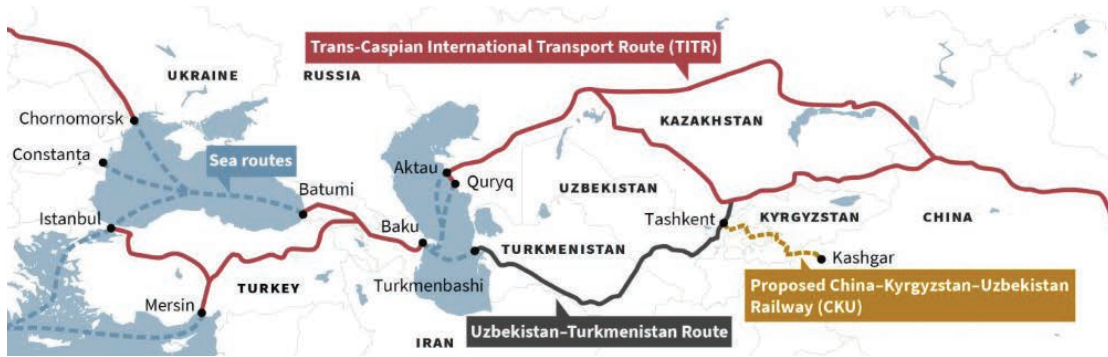 Trans-Caspian International Transport Route (TITR)
UKRAINE
RUSSIA
Chornomorsk
KAZAKHSTAN
Constanta
Sea routes
Aktau
Quryq
UZBEKISTAN
Batumi
Istanbul
Tashkent
KYRGYZSTAN
CHINA
Baku
TURKMENISTAN
Kashgar
Turkmenbashi
TURKEY
Mersin
Proposed China–Kyrgyzstan–Uzbekistan
Railway (CKU)
Uzbekistan–Turkmenistan Route
IRAN